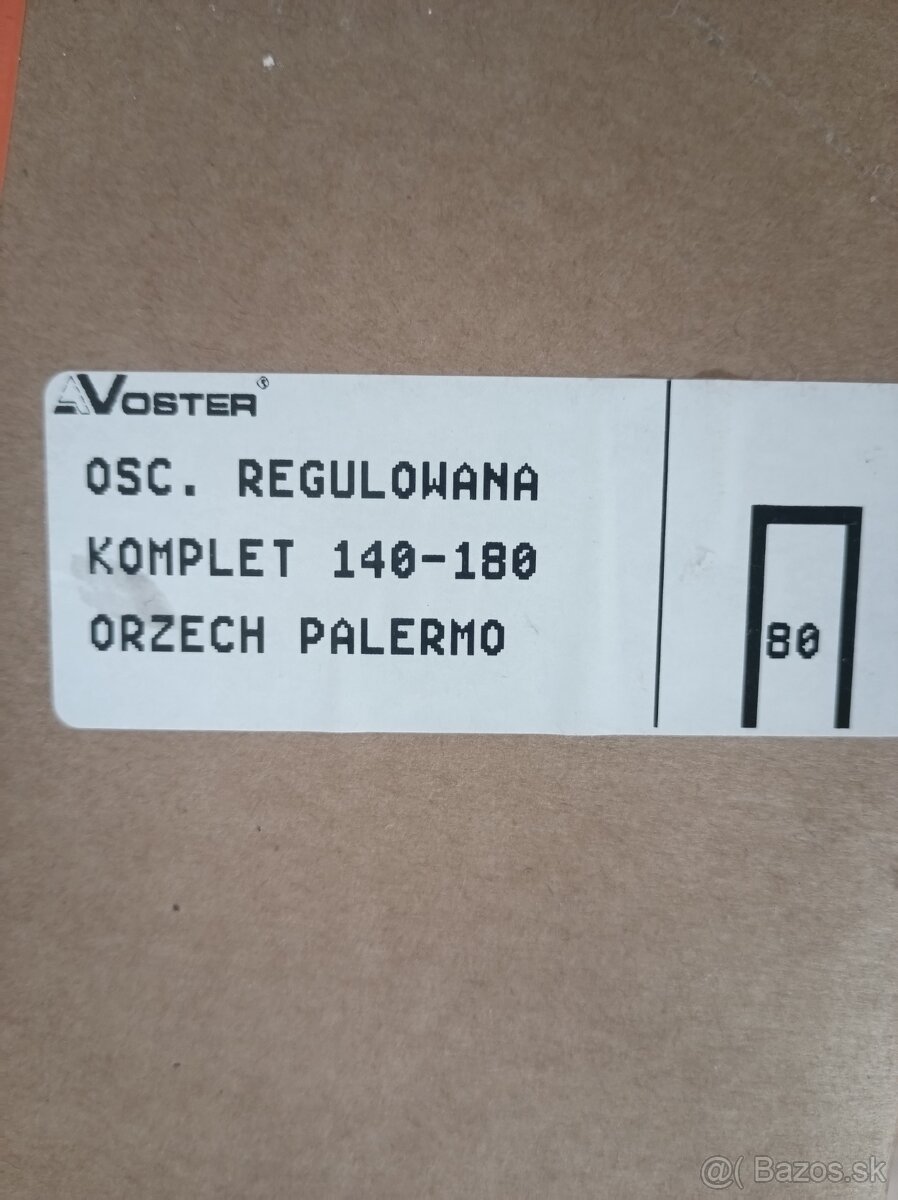 VOSTER®
OSC. REGULOWANA
KOMPLET 140-180
ORZECH PALERMO
80
@( Bazos.sk